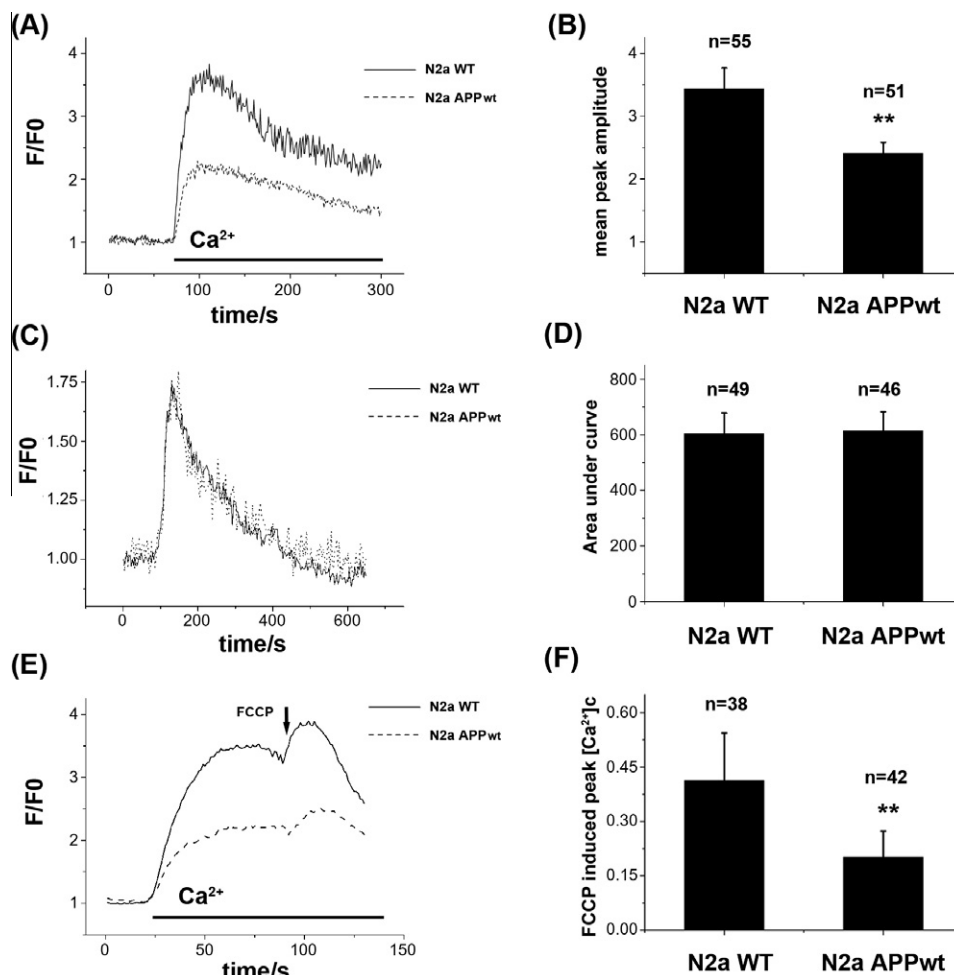 (A)
F/F0
4
3
2
1
N2a WT
N2a APPwt
Ca²⁺
0 100 200 300
time/s
(B)
mean peak amplitude
4
3
2
1
n=55
n=51
**
N2a WT N2a APPwt
(C)
F/F0
1.75
1.50
1.25
1.00
N2a WT
N2a APPwt
0 200 400 600
time/s
(D)
Area under curve
800
600
400
200
0
n=49
n=46
N2a WT N2a APPwt
(E)
F/F0
4
3
2
1
FCCP
N2a WT
N2a APPwt
Ca²⁺
0 50 100 150
time/s
(F)
FCCP induced peak [Ca²⁺]c
0.60
0.45
0.30
0.15
0.00
n=38
n=42
**
N2a WT N2a APPwt